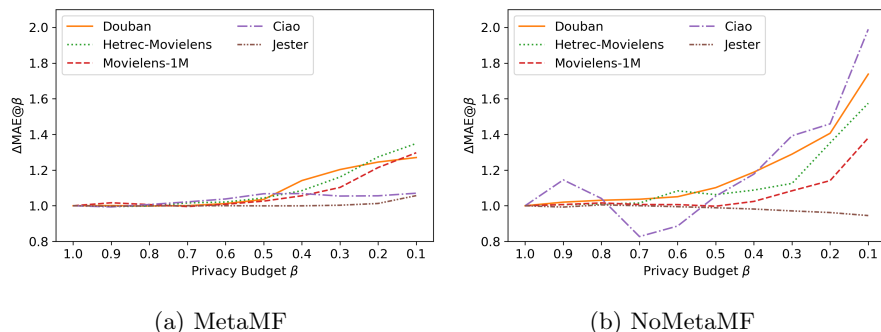 2.0
1.8
1.6
1.4
1.2
1.0
0.8
ΔMAE@β
Douban
Hetrec-Movielens
Movielens-1M
Ciao
Jester
1.0 0.9 0.8 0.7 0.6 0.5 0.4 0.3 0.2 0.1
Privacy Budget β
(a) MetaMF
2.0
1.8
1.6
1.4
1.2
1.0
0.8
ΔMAE@β
Douban
Hetrec-Movielens
Movielens-1M
Ciao
Jester
1.0 0.9 0.8 0.7 0.6 0.5 0.4 0.3 0.2 0.1
Privacy Budget β
(b) NoMetaMF